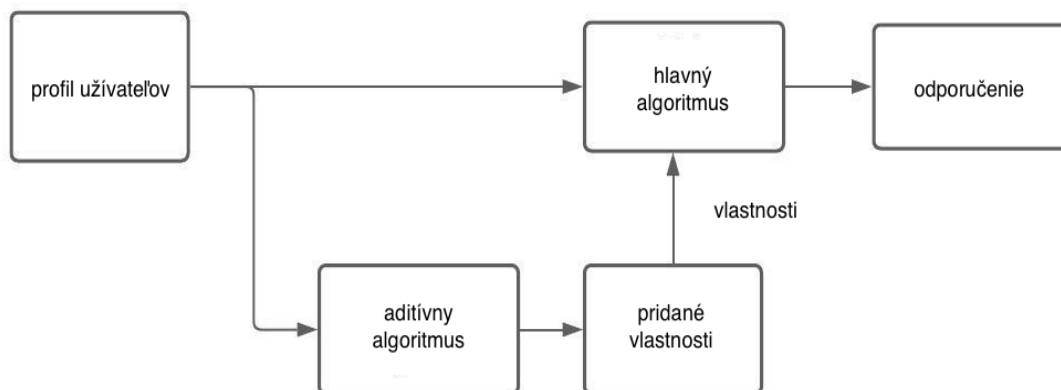 profil užívateľov
hlavný
algoritmus
odporučenie
vlastnosti
aditívny
algoritmus
pridané
vlastnosti